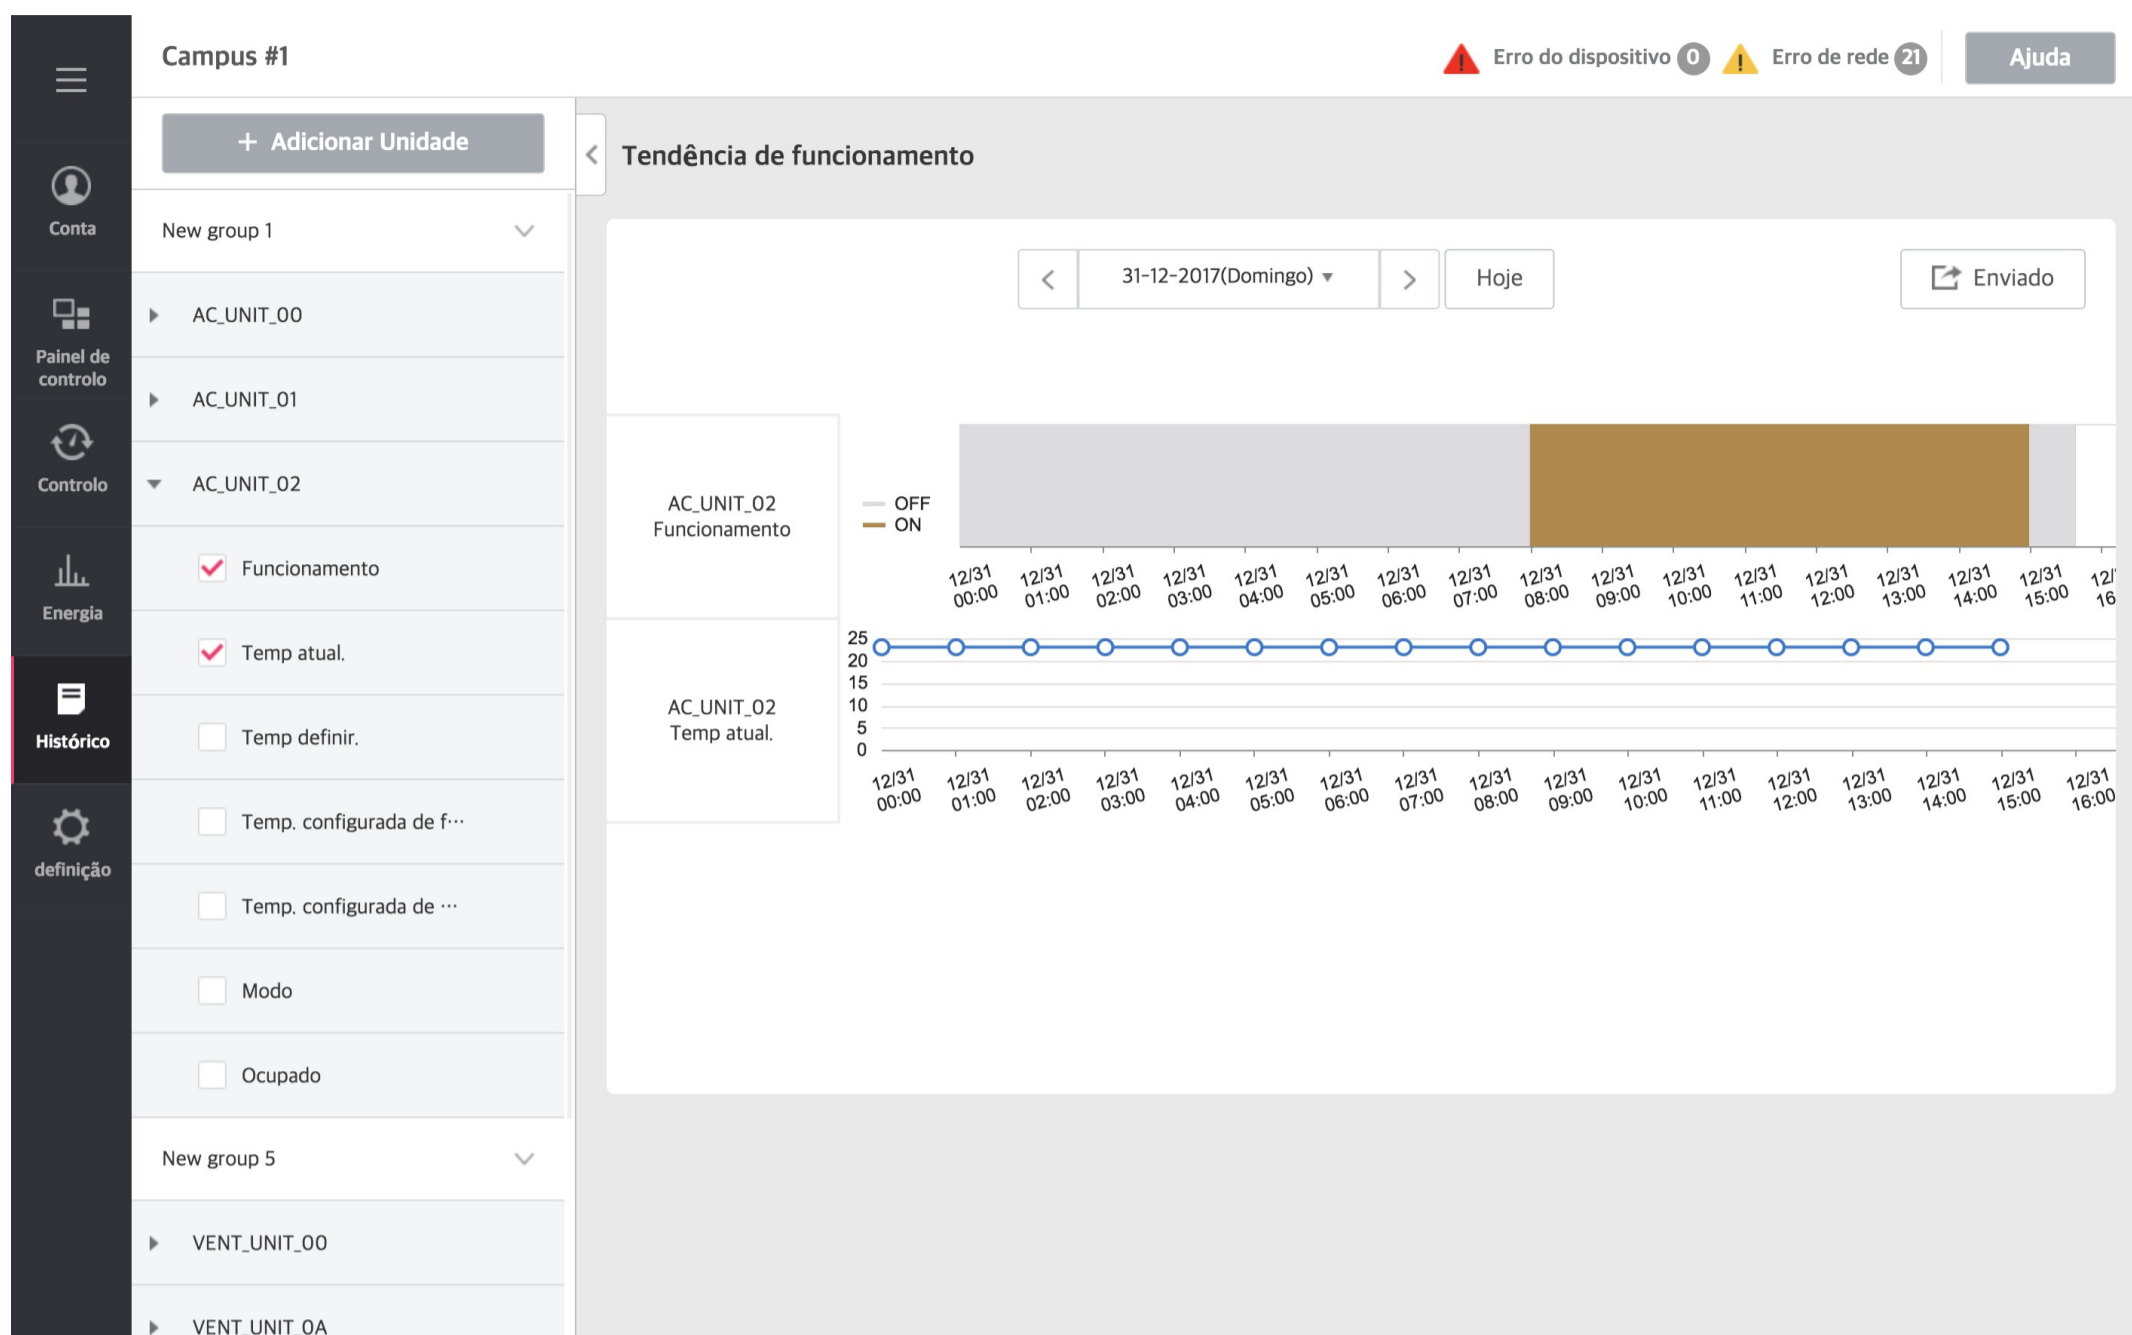 Campus #1
Erro do dispositivo 0
Erro de rede 21
Ajuda
Conta
Painel de
controlo
Controlo
Energia
Histórico
definição
+ Adicionar Unidade
New group 1
AC_UNIT_00
AC_UNIT_01
AC_UNIT_02
Funcionamento
Temp atual.
Temp definir.
Temp. configurada de f···
Temp. configurada de ···
Modo
Ocupado
New group 5
VENT_UNIT_00
VENT_UNIT_0A
Tendência de funcionamento
31-12-2017(Domingo)
Hoje
Enviado
AC_UNIT_02
Funcionamento
OFF
ON
12/31 00:00
12/31 01:00
12/31 02:00
12/31 03:00
12/31 04:00
12/31 05:00
12/31 06:00
12/31 07:00
12/31 08:00
12/31 09:00
12/31 10:00
12/31 11:00
12/31 12:00
12/31 13:00
12/31 14:00
12/31 15:00
12/ 16
AC_UNIT_02
Temp atual.
25
20
15
10
5
0
12/31 00:00
12/31 01:00
12/31 02:00
12/31 03:00
12/31 04:00
12/31 05:00
12/31 06:00
12/31 07:00
12/31 08:00
12/31 09:00
12/31 10:00
12/31 11:00
12/31 12:00
12/31 13:00
12/31 14:00
12/31 15:00
12/31 16:00